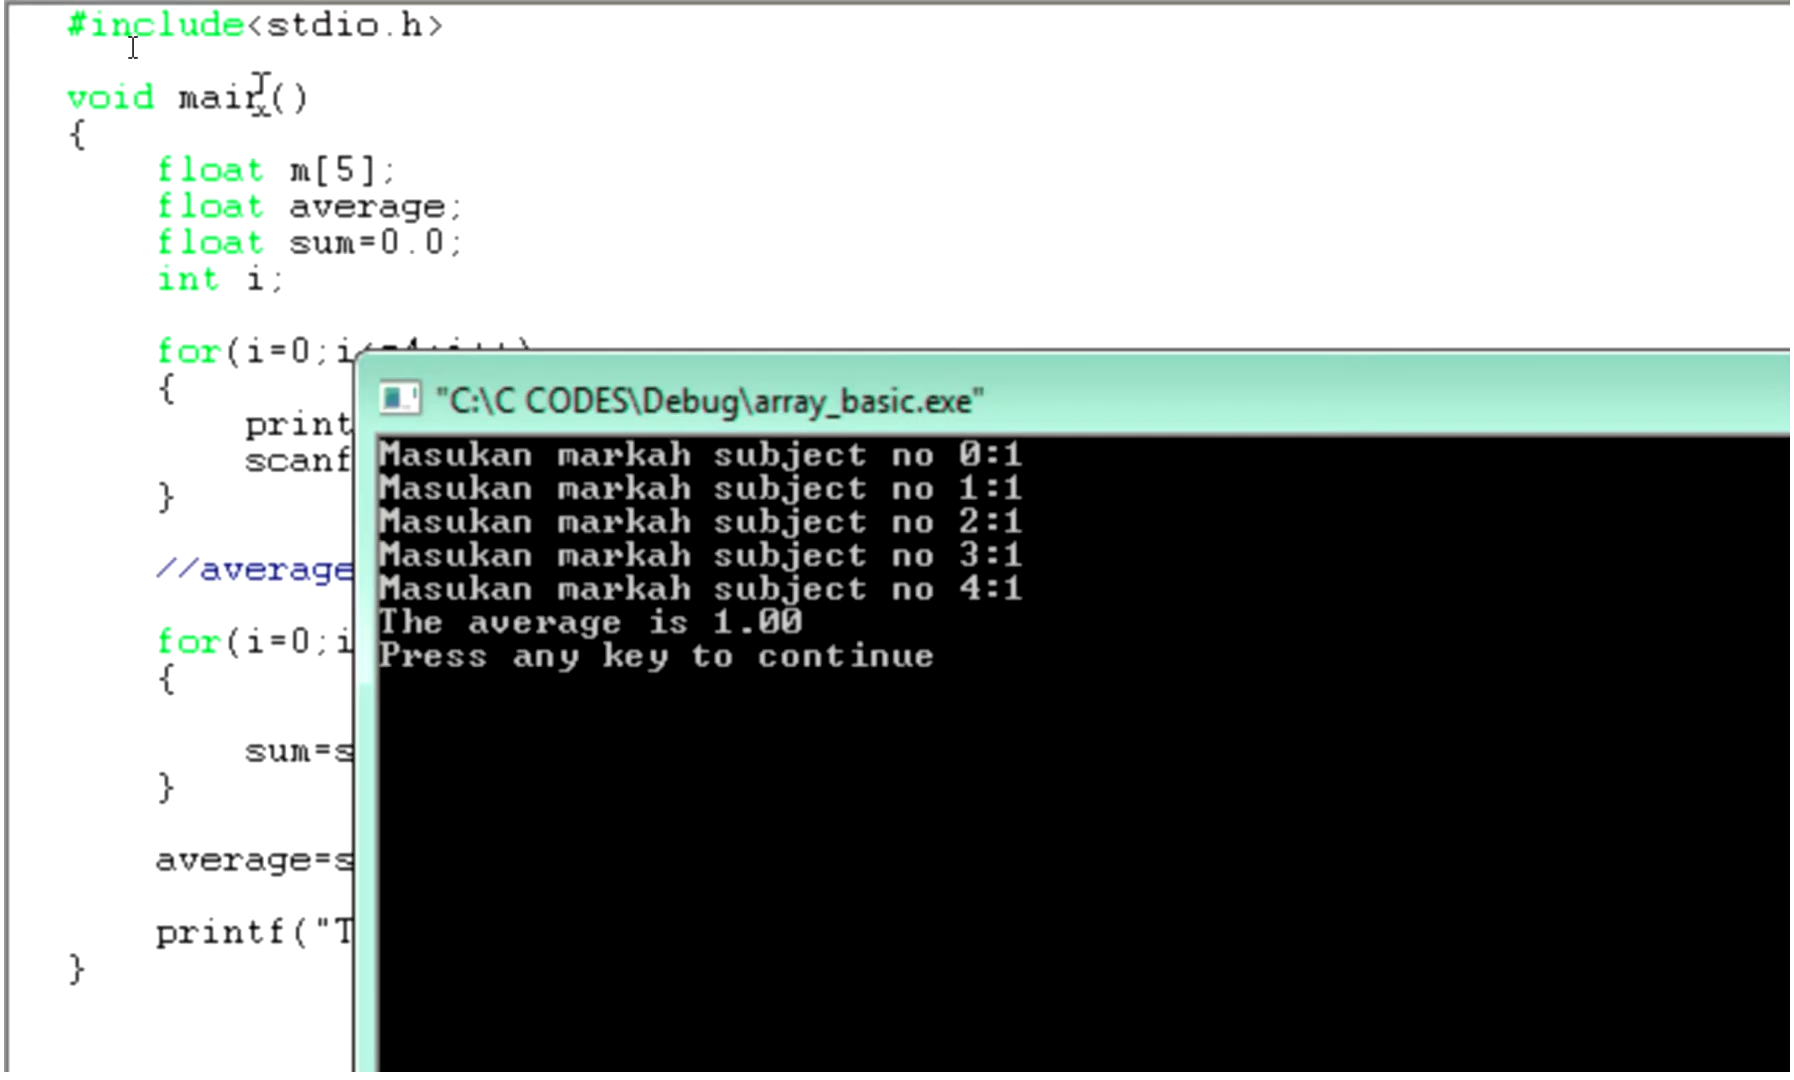 #include<stdio.h>
void main()
{
float m[5];
float average;
float sum=0.0;
int i;
for(i=0;i<=4;i++)
{
print
scanf
}
//average
for(i=0;i
{
sum=s
}
average=s
printf("T
}
"C:\C CODES\Debug\array_basic.exe"
Masukan markah subject no 0:1
Masukan markah subject no 1:1
Masukan markah subject no 2:1
Masukan markah subject no 3:1
Masukan markah subject no 4:1
The average is 1.00
Press any key to continue